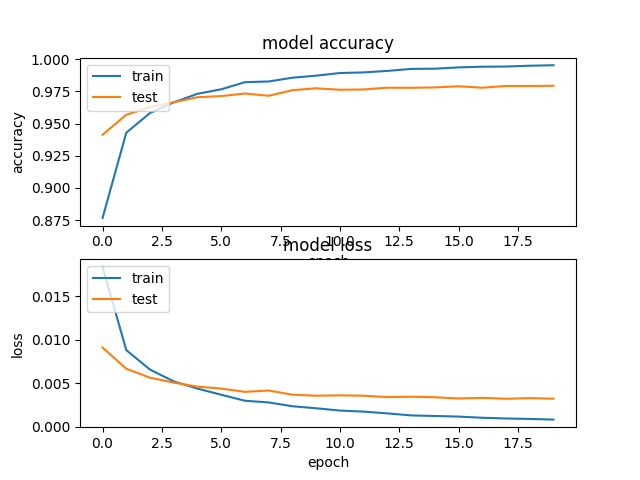 model accuracy
1.000
0.975
0.950
0.925
0.900
0.875
accuracy
train
test
0.0 2.5 5.0 7.5 10.0 12.5 15.0 17.5
epoch
model loss
0.015
0.010
0.005
0.000
loss
train
test
0.0 2.5 5.0 7.5 10.0 12.5 15.0 17.5
epoch